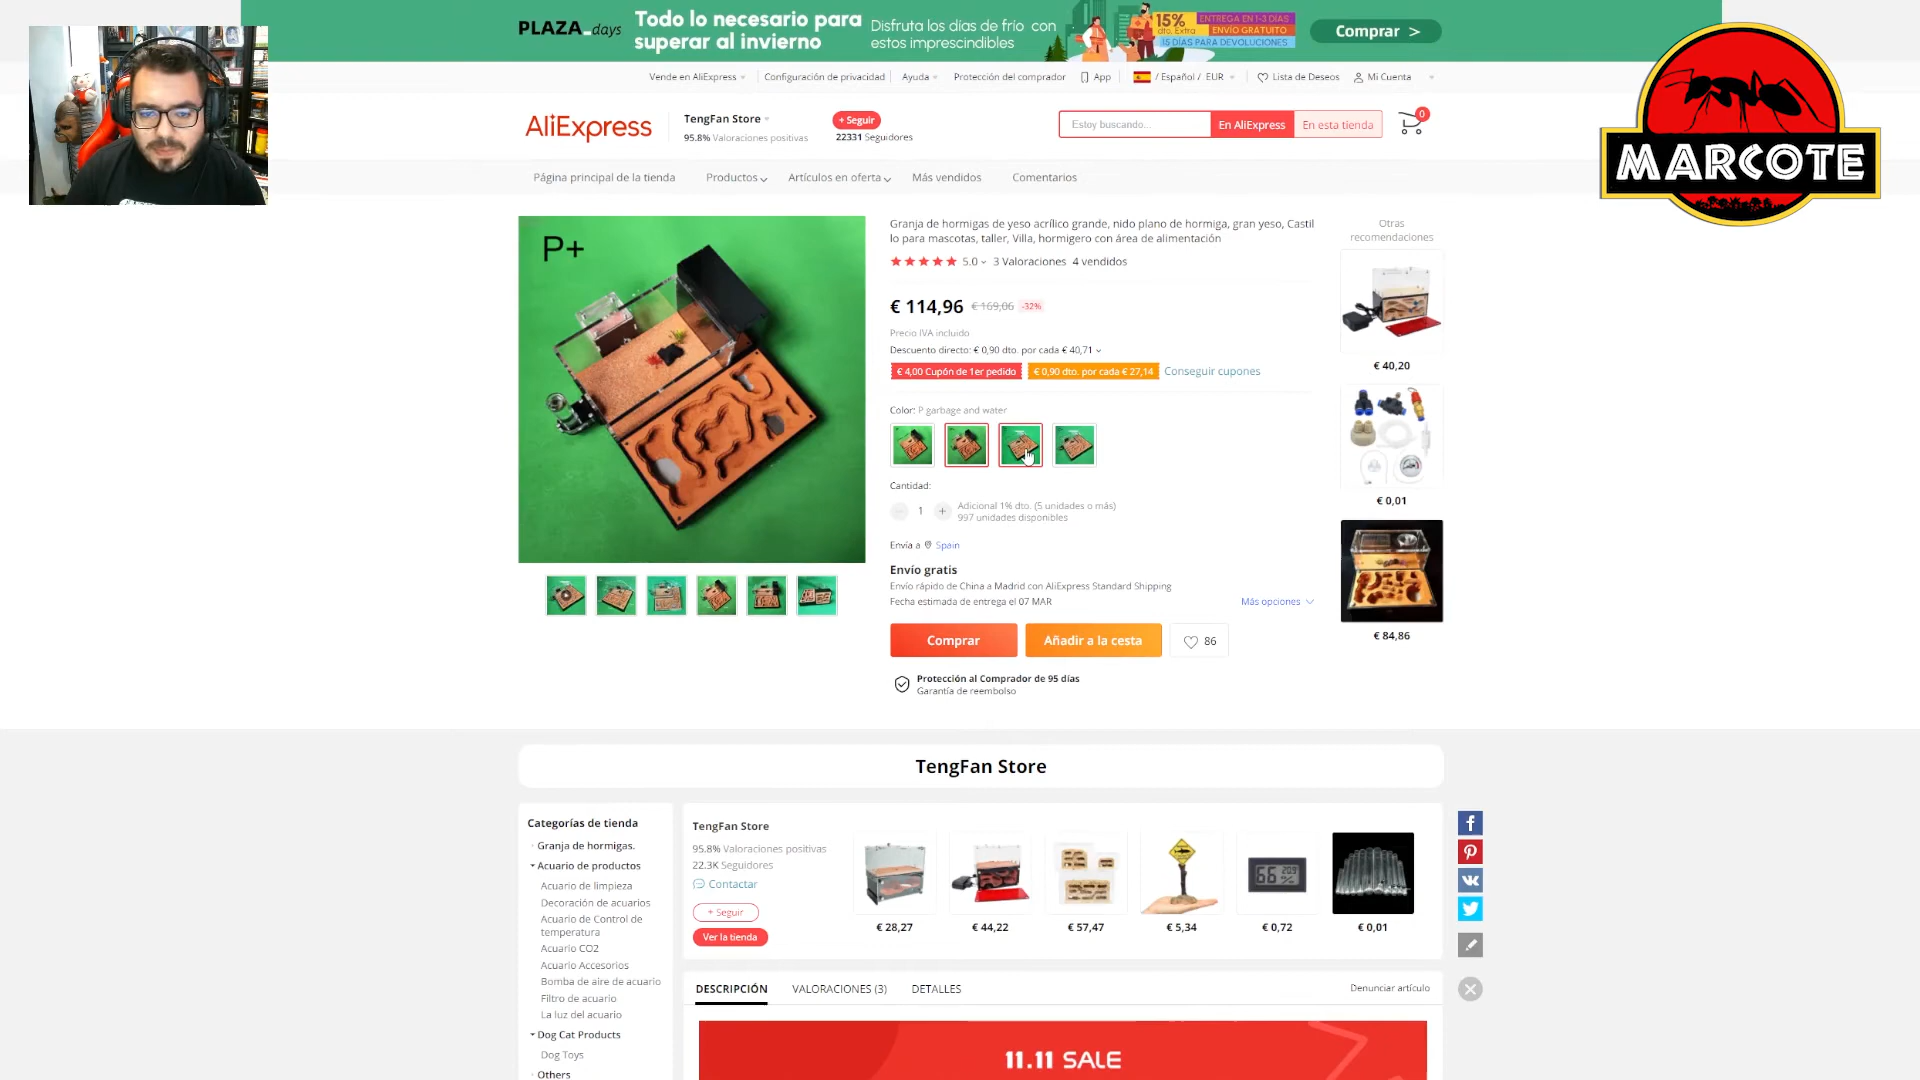 PLAZA_days
Todo lo necesario para
superar al invierno
Disfruta los días de frío con
estos imprescindibles
15%
dto. Extra
ENTREGA EN 1-3 DÍAS
ENVÍO GRATUITO
15 DÍAS PARA DEVOLUCIONES
Comprar >
Vende en AliExpress
Configuración de privacidad
Ayuda
Protección del comprador
App
/ Español / EUR
Lista de Deseos
Mi Cuenta
AliExpress
TengFan Store
95.8% Valoraciones positivas
+ Seguir
22331 Seguidores
Estoy buscando...
En AliExpress
En esta tienda
0
MARCOTE
Página principal de la tienda
Productos
Artículos en oferta
Más vendidos
Comentarios
P+
Granja de hormigas de yeso acrílico grande, nido plano de hormiga, gran yeso, Castil
lo para mascotas, taller, Villa, hormigero con área de alimentación
5.0 3 Valoraciones 4 vendidos
€ 114,96 € 169,06 -32%
Precio IVA incluido
Descuento directo: € 0,90 dto. por cada € 40,71
€ 4,00 Cupón de 1er pedido
€ 0,90 dto. por cada € 27,14
Conseguir cupones
Color: P garbage and water
Cantidad:
1
Adicional 1% dto. (5 unidades o más)
997 unidades disponibles
Envía a Spain
Envío gratis
Envío rápido de China a Madrid con AliExpress Standard Shipping
Fecha estimada de entrega el 07 MAR
Más opciones
Comprar
Añadir a la cesta
86
Protección al Comprador de 95 días
Garantía de reembolso
Otras
recomendaciones
€ 40,20
€ 0,01
€ 84,86
TengFan Store
Categorías de tienda
Granja de hormigas.
Acuario de productos
Acuario de limpieza
Decoración de acuarios
Acuario de Control de
temperatura
Acuario CO2
Acuario Accesorios
Bomba de aire de acuario
Filtro de acuario
La luz del acuario
Dog Cat Products
Dog Toys
Others
TengFan Store
95.8% Valoraciones positivas
22.3K Seguidores
Contactar
+ Seguir
Ver la tienda
€ 28,27
€ 44,22
€ 57,47
€ 5,34
€ 0,72
€ 0,01
DESCRIPCIÓN
VALORACIONES (3)
DETALLES
Denunciar artículo
11.11 SALE